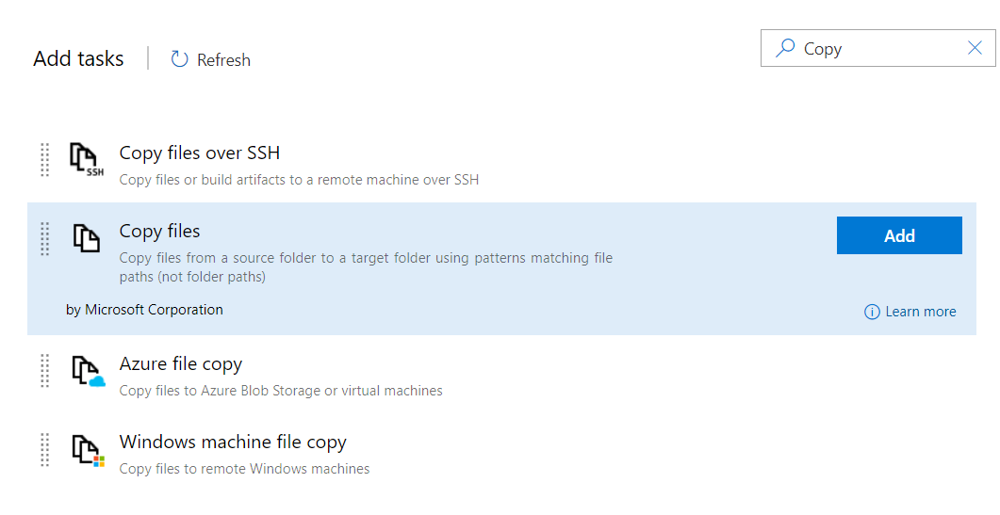 Add tasks
Refresh
Copy
Copy files over SSH
SSH
Copy files or build artifacts to a remote machine over SSH
Copy files
Add
Copy files from a source folder to a target folder using patterns matching file
paths (not folder paths)
by Microsoft Corporation
Learn more
Azure file copy
Copy files to Azure Blob Storage or virtual machines
Windows machine file copy
Copy files to remote Windows machines